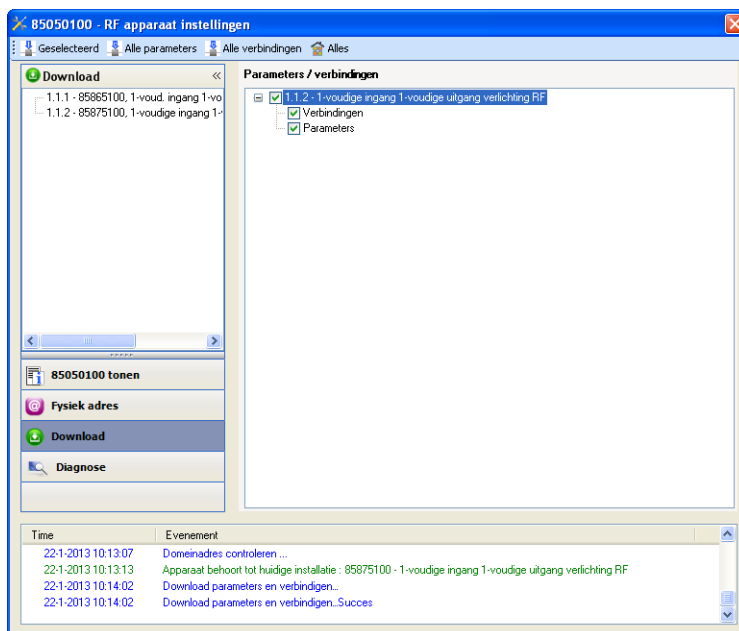 85050100 - RF apparaat instellingen
Geselecteerd Alle parameters Alle verbindingen Alles
Download «
1.1.1 - 85865100, 1-voud. ingang 1-vo
1.1.2 - 85875100, 1-voudige ingang 1-
Parameters / verbindingen
1.1.2 - 1-voudige ingang 1-voudige uitgang verlichting RF
Verbindingen
Parameters
85050100 tonen
Fysiek adres
Download
Diagnose
Time Evenement
22-1-2013 10:13:07 Domeinadres controleren ...
22-1-2013 10:13:13 Apparaat behoort tot huidige installatie : 85875100 - 1-voudige ingang 1-voudige uitgang verlichting RF
22-1-2013 10:14:02 Download parameters en verbindigen...
22-1-2013 10:14:02 Download parameters en verbindigen...Succes